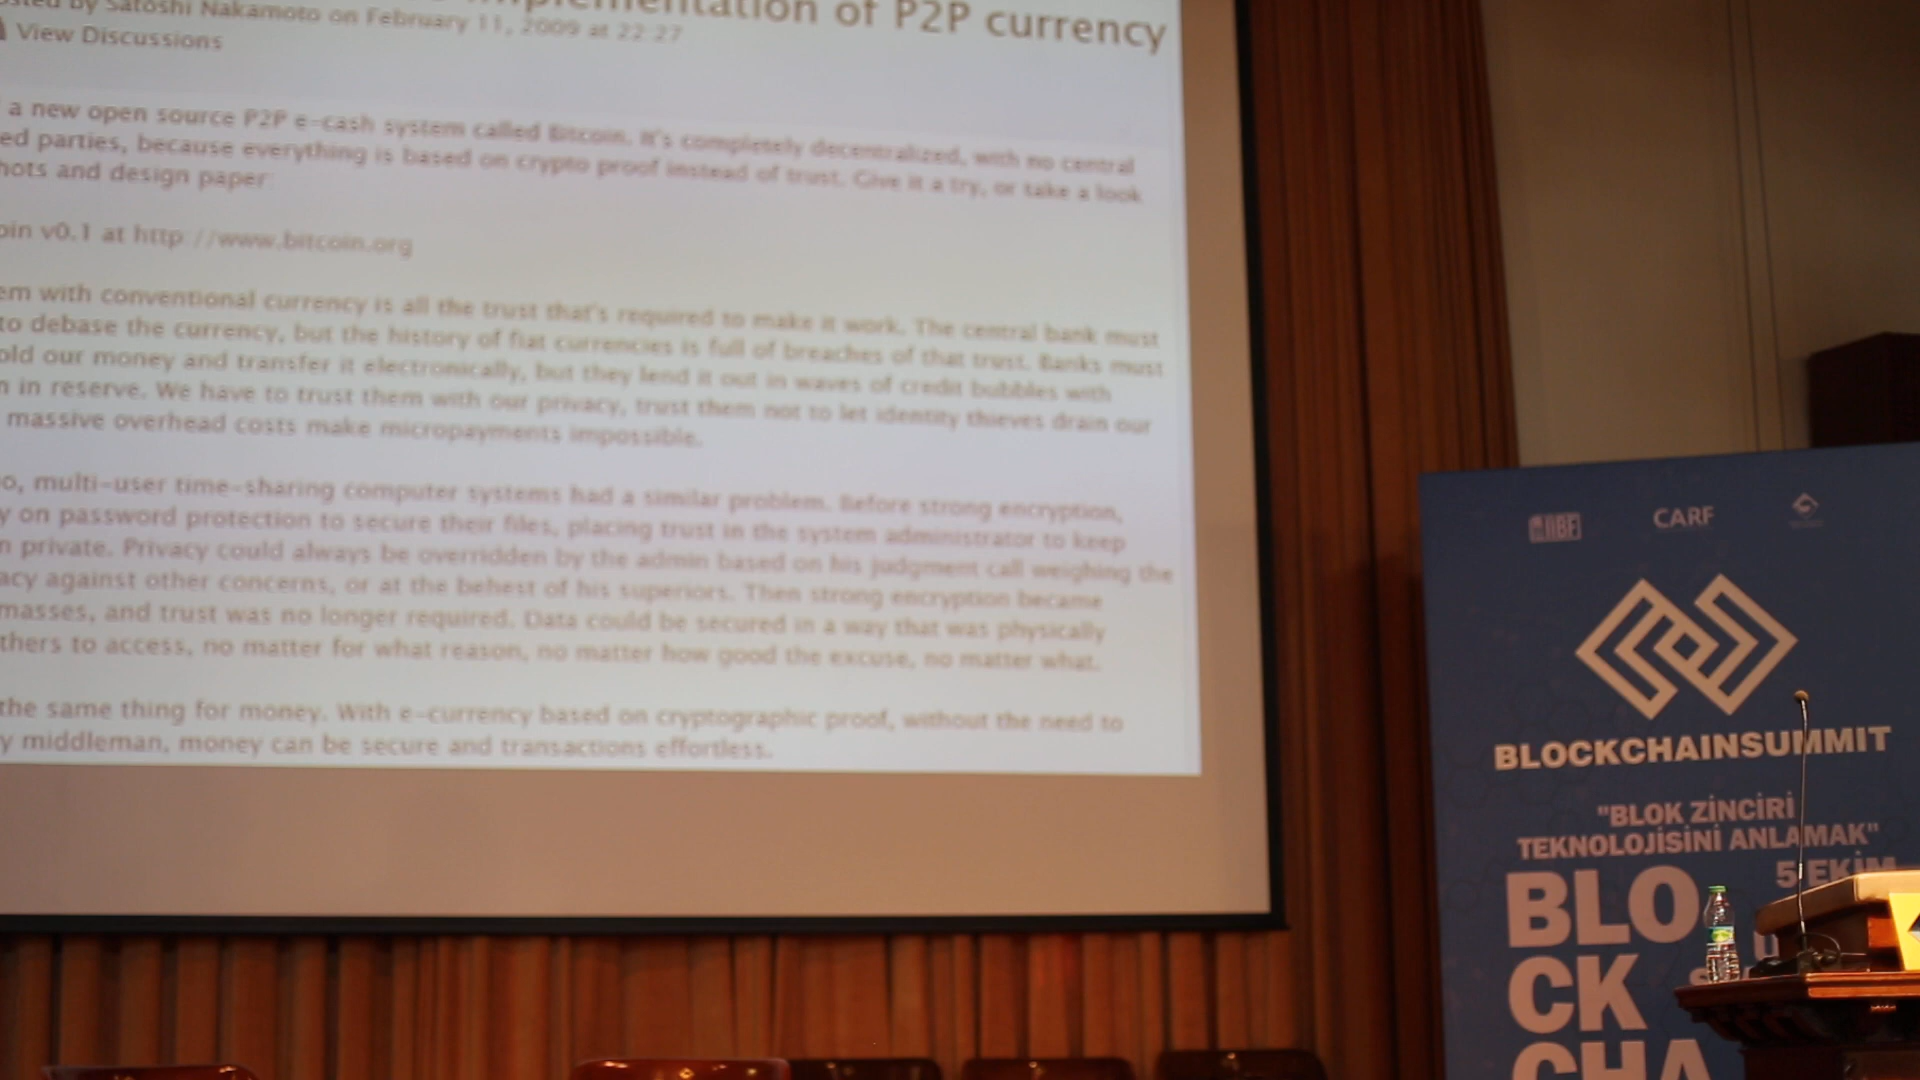 osted by Satoshi Nakamoto on February 11, 2009 at 22:27
View Discussions
a new open source P2P e-cash system called Bitcoin. It's completely decentralized, with no central
ed parties, because everything is based on crypto proof instead of trust. Give it a try, or take a look
hots and design paper:
oin v0.1 at http://www.bitcoin.org
em with conventional currency is all the trust that's required to make it work. The central bank must
to debase the currency, but the history of fiat currencies is full of breaches of that trust. Banks must
old our money and transfer it electronically, but they lend it out in waves of credit bubbles with
n in reserve. We have to trust them with our privacy, trust them not to let identity thieves drain our
massive overhead costs make micropayments impossible.
o, multi-user time-sharing computer systems had a similar problem. Before strong encryption,
y on password protection to secure their files, placing trust in the system administrator to keep
n private. Privacy could always be overridden by the admin based on his judgment call weighing the
acy against other concerns, or at the behest of his superiors. Then strong encryption became
masses, and trust was no longer required. Data could be secured in a way that was physically
thers to access, no matter for what reason, no matter how good the excuse, no matter what.
the same thing for money. With e-currency based on cryptographic proof, without the need to
y middleman, money can be secure and transactions effortless.
mplementation of P2P currency
İİBF
CARF
BLOCKCHAINSUMMIT
"BLOK ZİNCİRİ
TEKNOLOJİSİNİ ANLAMAK"
5 EKİM
BLO
CK
CHA